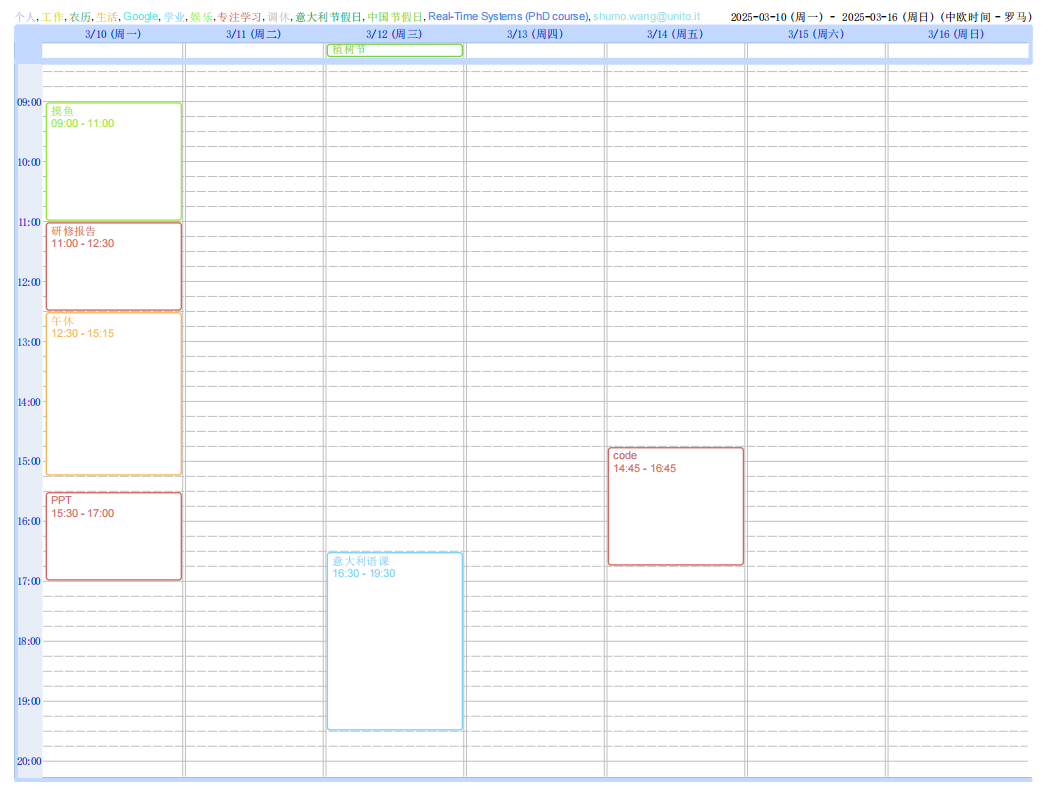 个人, 工作, 农历, 生活, Google, 学业, 娱乐, 专注学习, 调休, 意大利节假日, 中国节假日, Real-Time Systems (PhD course), shumo.wang@unito.it 2025-03-10 (周一) - 2025-03-16 (周日) (中欧时间 - 罗马)
3/10 (周一) 3/11 (周二) 3/12 (周三) 3/13 (周四) 3/14 (周五) 3/15 (周六) 3/16 (周日)
植树节
09:00
摸鱼
09:00 - 11:00
10:00
11:00
研修报告
11:00 - 12:30
12:00
午休
12:30 - 15:15
13:00
14:00
code
14:45 - 16:45
15:00
PPT
15:30 - 17:00
16:00
意大利语课
16:30 - 19:30
17:00
18:00
19:00
20:00